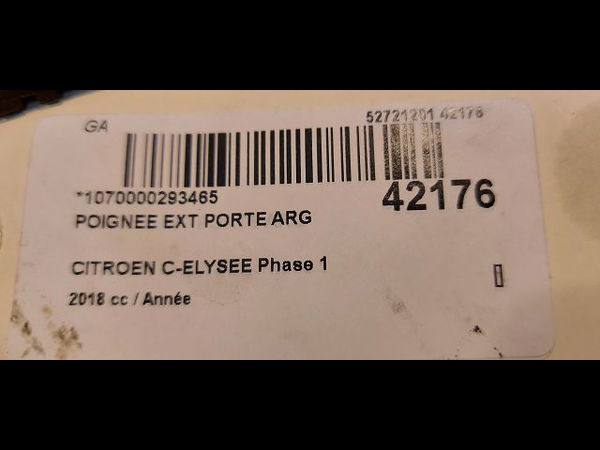 GA
52721201 42176
*1070000293465
42176
POIGNEE EXT PORTE ARG
CITROEN C-ELYSEE Phase 1
2018 cc / Année